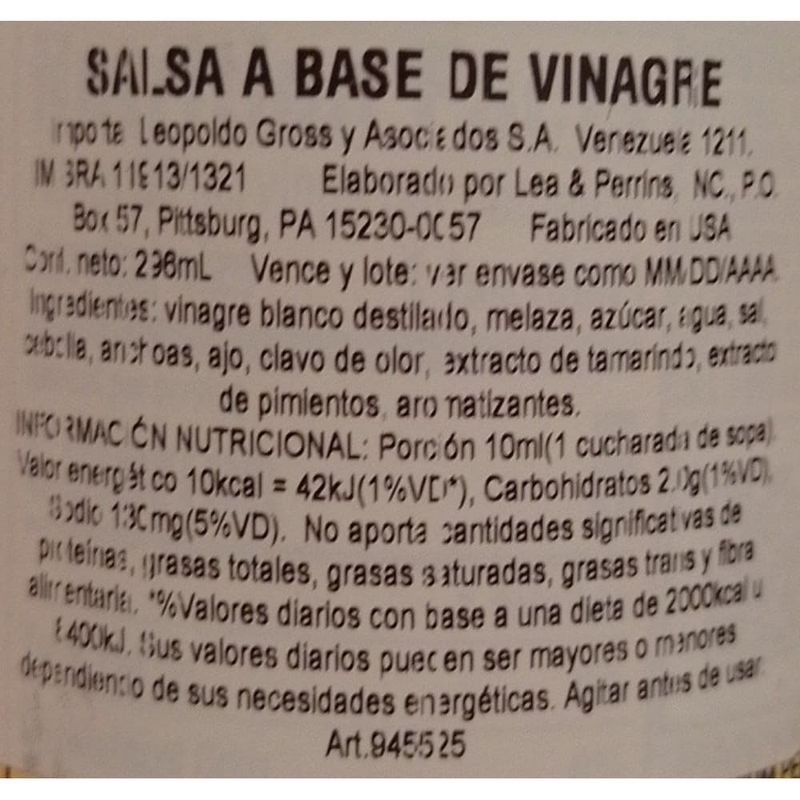 SALSA A BASE DE VINAGRE
Importa Leopoldo Gross y Asociados S.A. Venezuela 1211.
Elaborado por Lea & Perrins, P.O.
Box 57, Pittsburg, PA 15230-0057 Fabricado en USA
Cont. neto: 296mL Vence y lote: ver envase como MM/DD/AAAA
Ingredientes: vinagre blanco destilado, melaza, azúcar, agua, sal,
cebolla, anchoas, ajo, clavo de olor, extracto de tamarindo, extracto
de pimientos, aromatizantes.
INFORMACIÓN NUTRICIONAL: Porción 10ml(1 cucharada de sopa)
Valor energético 10kcal = 42kJ(1%VD*), Carbohidratos 2.0g(1%VD),
Sodio 130mg(5%VD). No aporta cantidades significativas de
proteínas, grasas totales, grasas saturadas, grasas trans y fibra
alimentaria. *%Valores diarios con base a una dieta de 2000kcal u
8400kJ. Sus valores diarios pueden ser mayores o menores
dependiendo de sus necesidades energéticas. Agitar antes de usar.
Art.945525